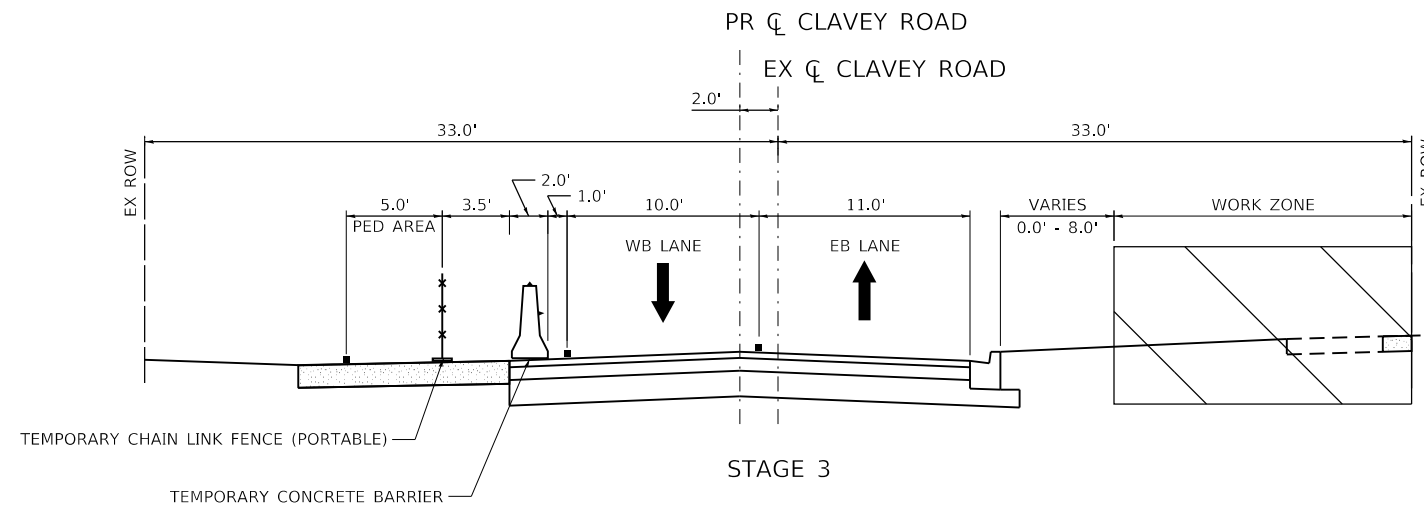 PR ℄ CLAVEY ROAD
EX ℄ CLAVEY ROAD
2.0'
33.0'
33.0'
EX ROW
EX ROW
2.0'
1.0'
5.0'
3.5'
10.0'
11.0'
VARIES
WORK ZONE
PED AREA
0.0' - 8.0'
WB LANE
EB LANE
TEMPORARY CHAIN LINK FENCE (PORTABLE)
STAGE 3
TEMPORARY CONCRETE BARRIER